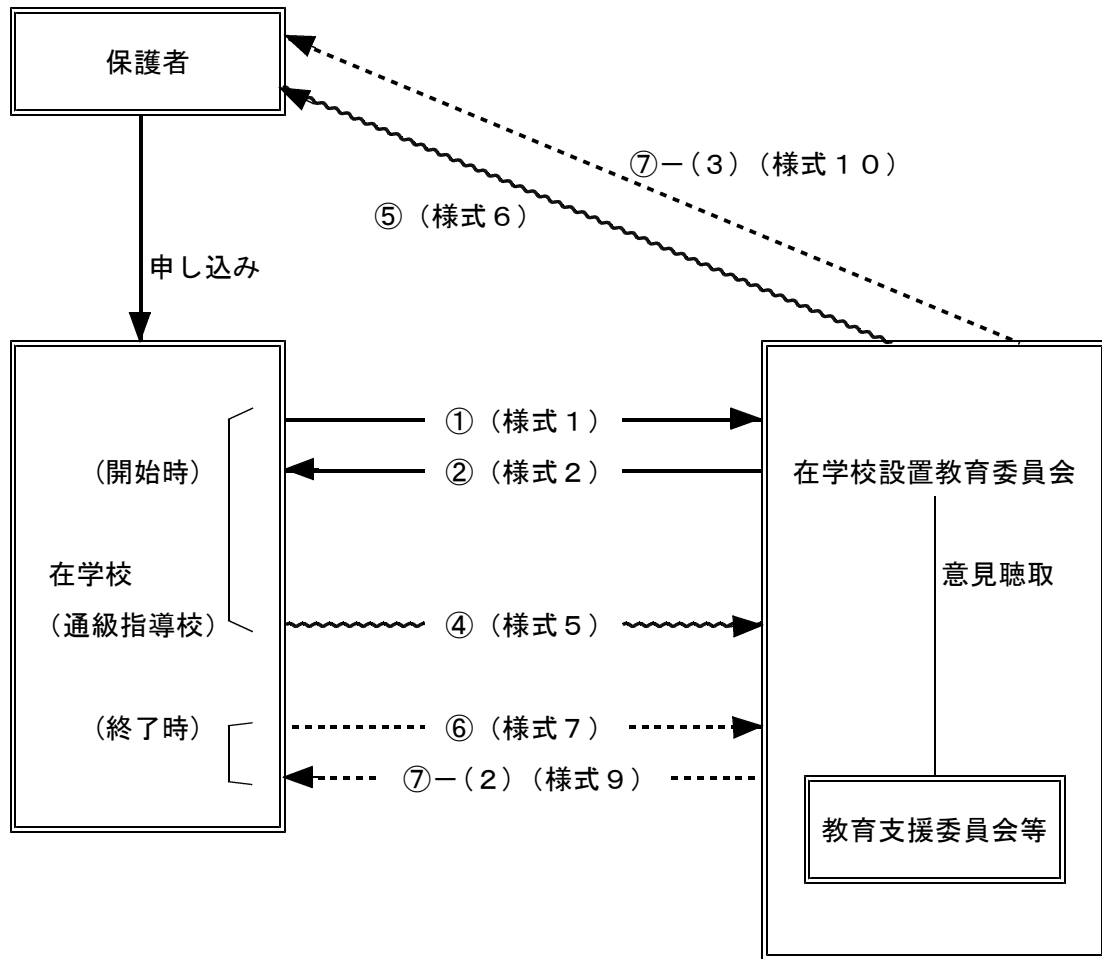 保護者
⑦－(３)（様式１０）
⑤（様式６）
申し込み
①（様式１）
（開始時）
②（様式２）
在学校設置教育委員会
在学校
意見聴取
（通級指導校）
④（様式５）
（終了時）
⑥（様式７）
⑦－(２)（様式９）
教育支援委員会等